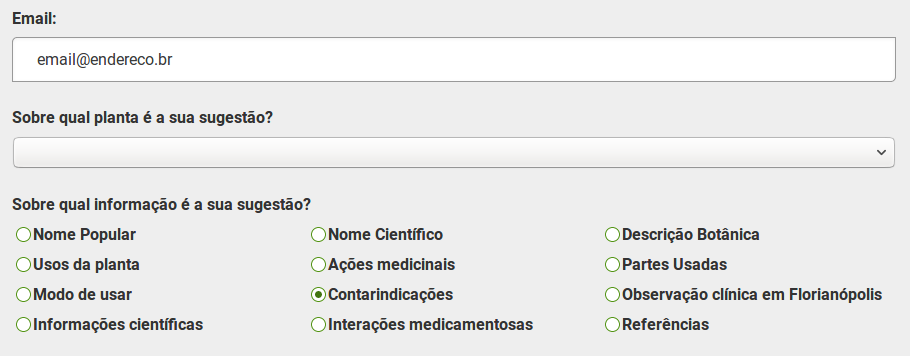 Email:
email@endereco.br
Sobre qual planta é a sua sugestão?
Sobre qual informação é a sua sugestão?
Nome Popular Nome Científico Descrição Botânica
Usos da planta Ações medicinais Partes Usadas
Modo de usar Contarindicações Observação clínica em Florianópolis
Informações científicas Interações medicamentosas Referências